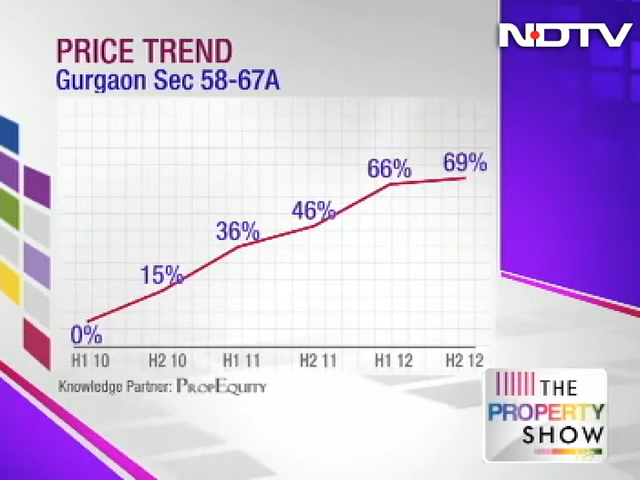 NDTV
PRICE TREND
Gurgaon Sec 58-67A
69%
66%
46%
36%
15%
0%
H1 10 H2 10 H1 11 H2 11 H1 12 H2 12
Knowledge Partner: PROPEQUITY
THE
PROPERTY
SHOW